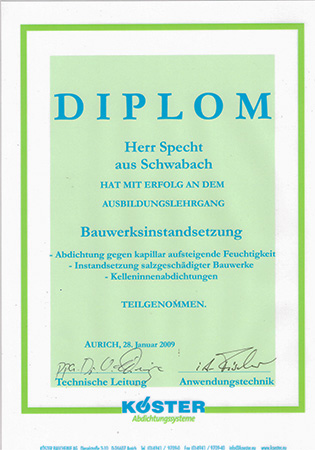 DIPLOM
Herr Specht
aus Schwabach
HAT MIT ERFOLG AN DEM
AUSBILDUNGSLEHRGANG
Bauwerksinstandsetzung
- Abdichtung gegen kapillar aufsteigende Feuchtigkeit
- Instandsetzung salzgeschädigter Bauwerke
- Kelleninnenabdichtungen
TEILGENOMMEN.
AURICH, 28. Januar 2009
Technische Leitung Anwendungstechnik
KÖSTER
Abdichtungssysteme